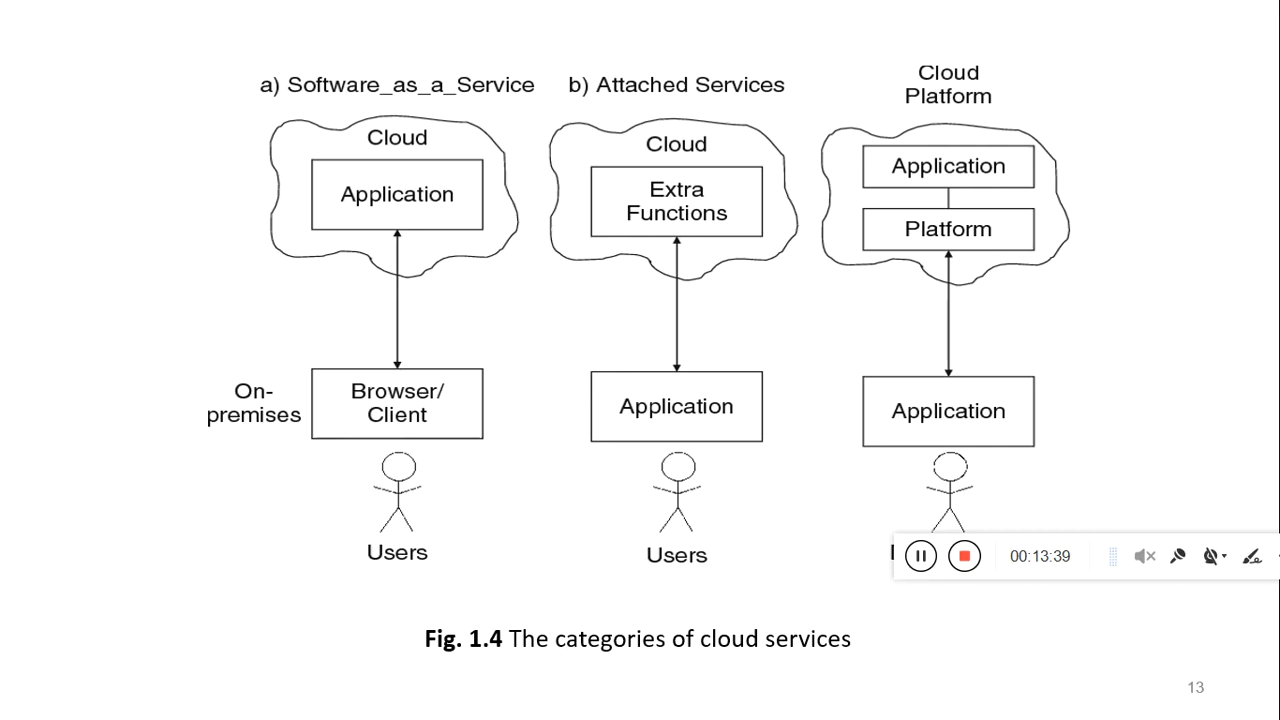 a) Software_as_a_Service
b) Attached Services
Cloud
Platform
Cloud
Application
Cloud
Extra
Functions
Application
Platform
On-
premises
Browser/
Client
Application
Application
Users
Users
00:13:39
Fig. 1.4 The categories of cloud services
13